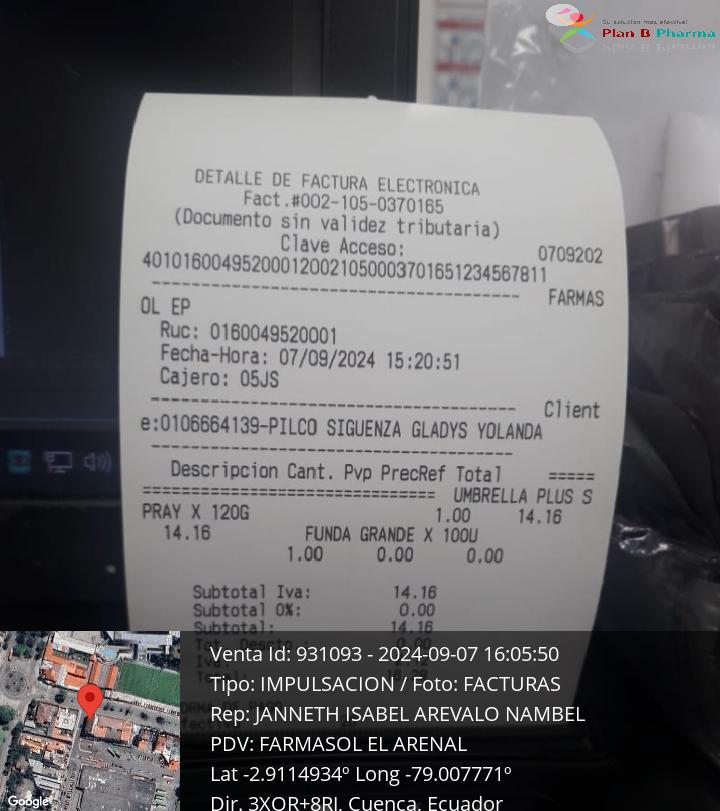 Su solución mas efectiva!
Plan B Pharma
DETALLE DE FACTURA ELECTRONICA
Fact.#002-105-0370165
(Documento sin validez tributaria)
Clave Acceso: 0709202
401016004952000120021050003701651234567811
---------------------------------------- FARMAS
OL EP
Ruc: 0160049520001
Fecha-Hora: 07/09/2024 15:20:51
Cajero: 05JS
---------------------------------------- Client
e:0106664139-PILCO SIGUENZA GLADYS YOLANDA
----------------------------------------
Descripcion Cant. Pvp PrecRef Total =====
================================ UMBRELLA PLUS S
PRAY X 120G 1.00 14.16
14.16 FUNDA GRANDE X 100U
1.00 0.00 0.00
Subtotal Iva: 14.16
Subtotal 0%: 0.00
Subtotal: 14.16
Venta Id: 931093 - 2024-09-07 16:05:50
Tipo: IMPULSACION / Foto: FACTURAS
Rep: JANNETH ISABEL AREVALO NAMBEL
PDV: FARMASOL EL ARENAL
Lat -2.9114934º Long -79.007771º
Dir. 3XQR+8RJ, Cuenca, Ecuador
Google